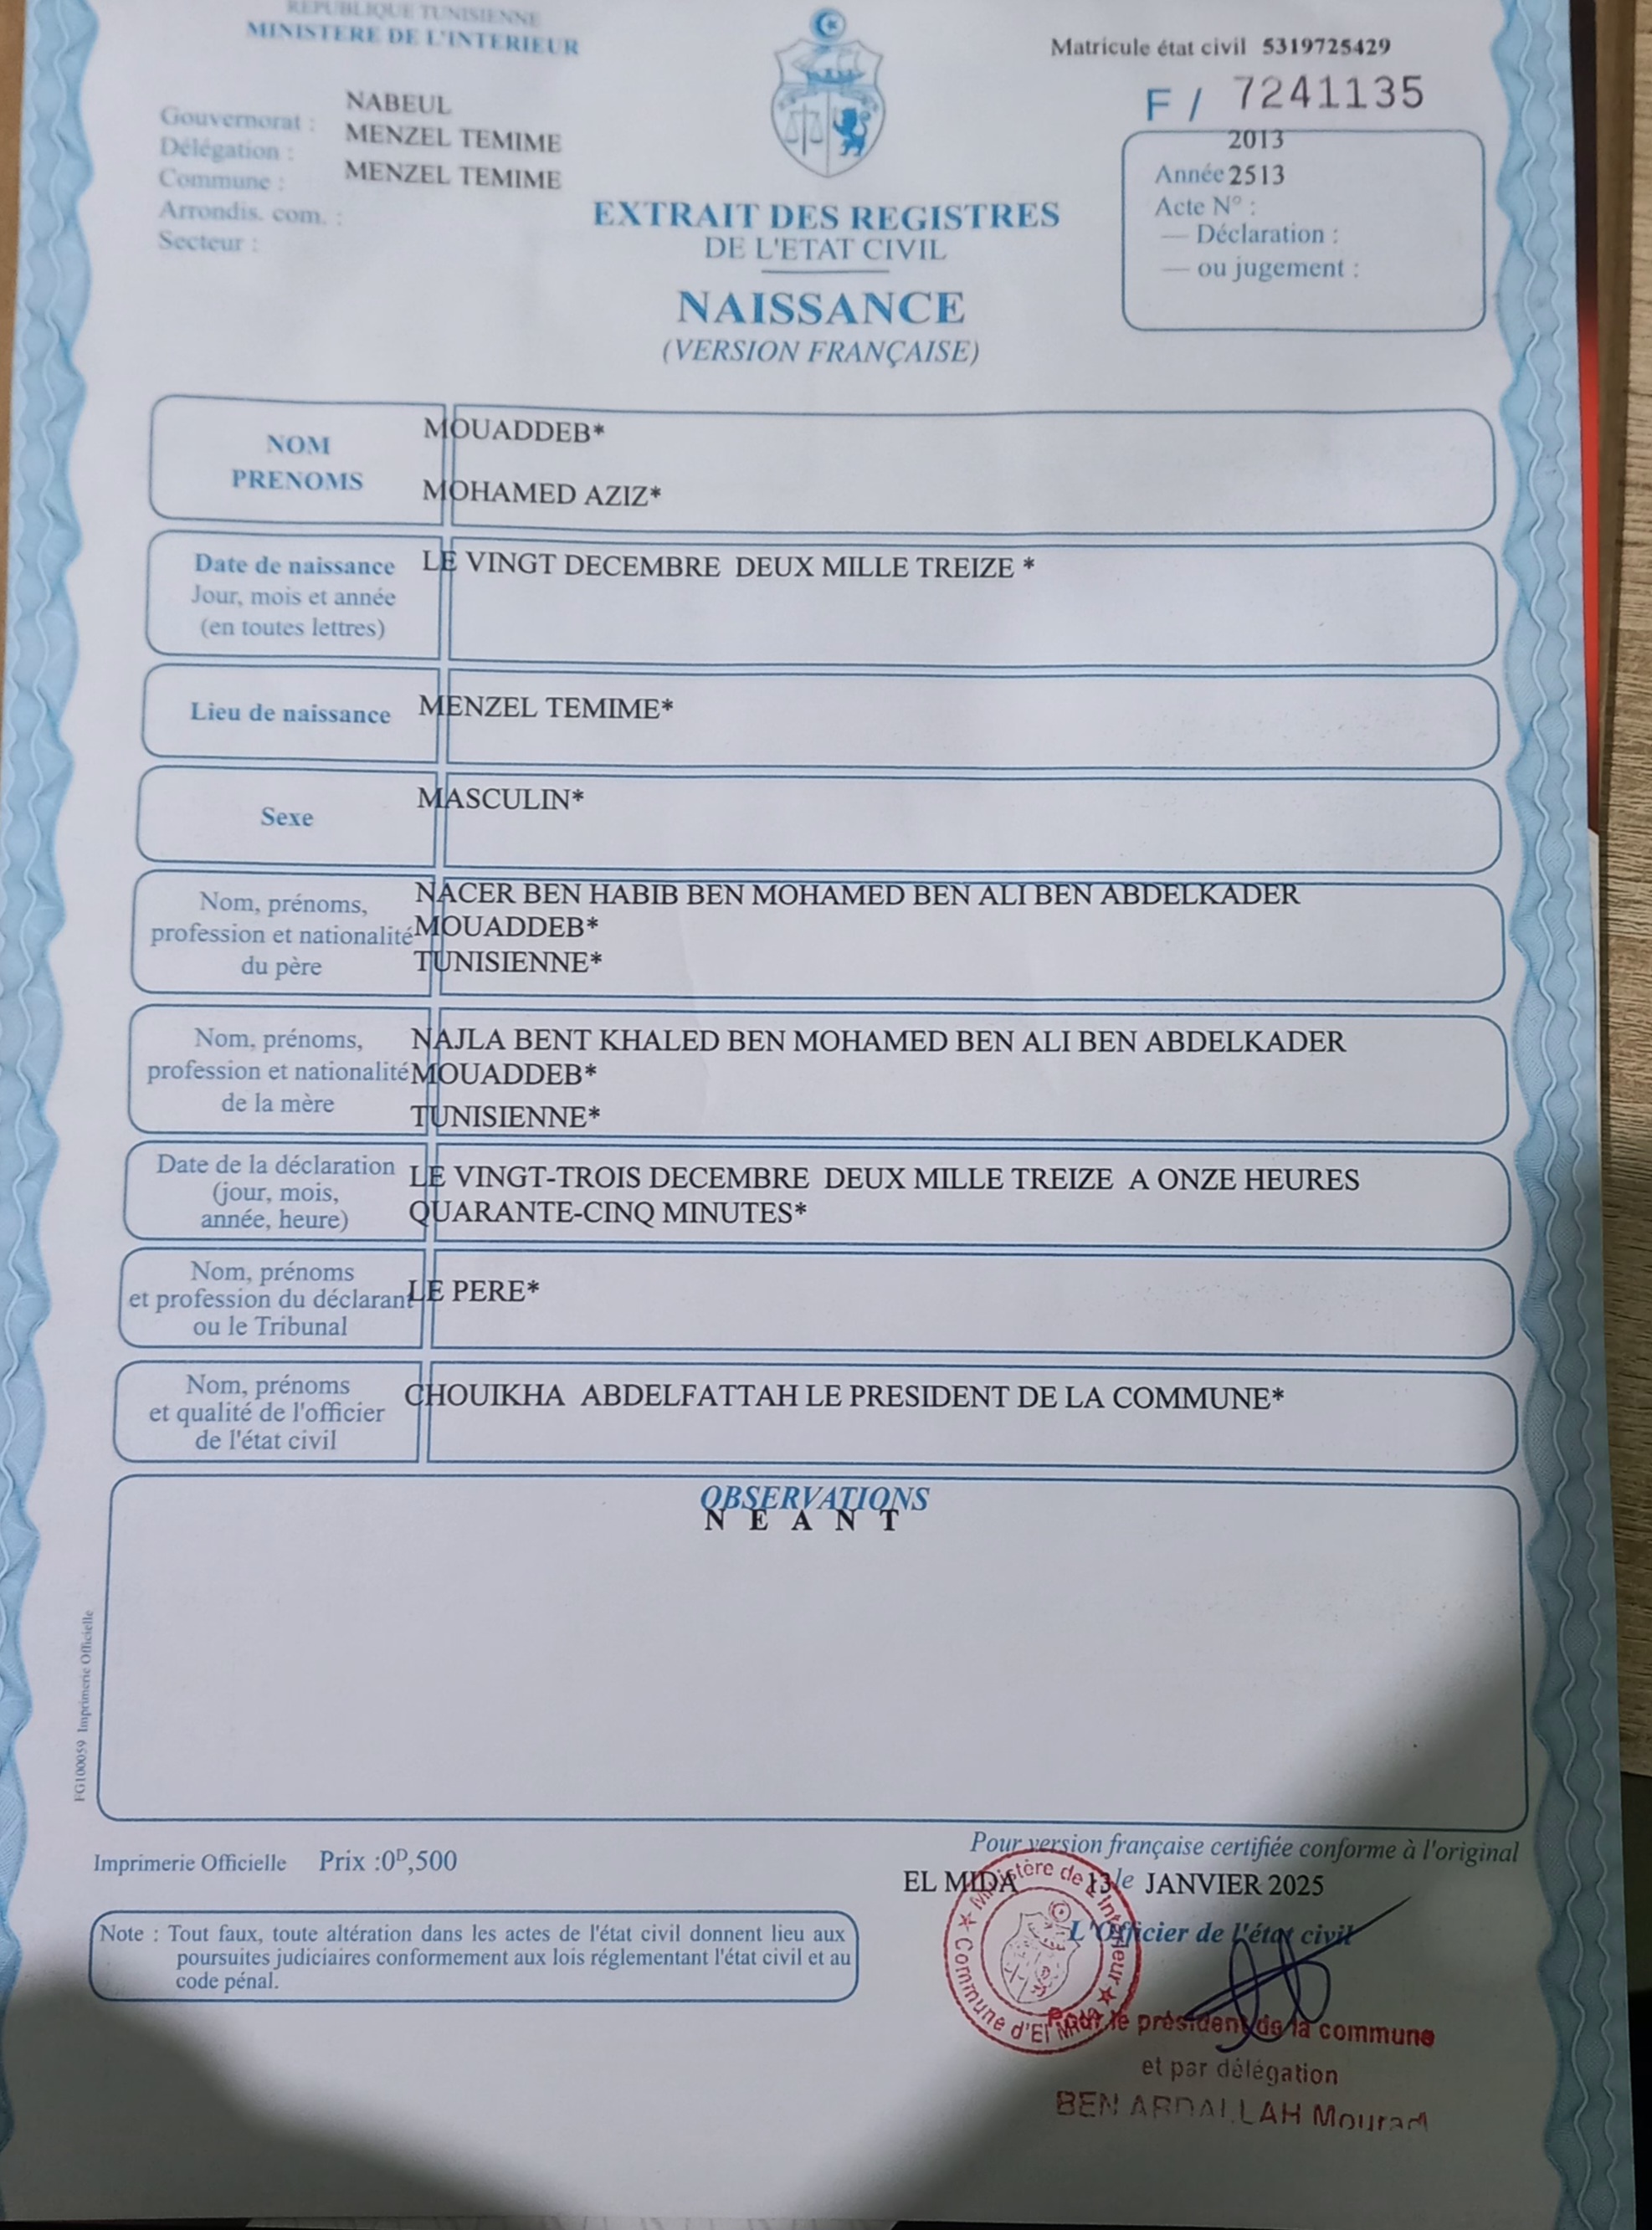 REPUBLIQUE TUNISIENNE
MINISTERE DE L'INTERIEUR
Gouvernorat : NABEUL
Délégation : MENZEL TEMIME
Commune : MENZEL TEMIME
Arrondis. com. :
Secteur :
Matricule état civil 5319725429
F / 7241135
2013
Année 2513
Acte N° :
— Déclaration :
— ou jugement :
EXTRAIT DES REGISTRES
DE L'ETAT CIVIL
NAISSANCE
(VERSION FRANÇAISE)
NOM MOUADDEB*
PRENOMS MOHAMED AZIZ*
Date de naissance LE VINGT DECEMBRE DEUX MILLE TREIZE *
Jour, mois et année
(en toutes lettres)
Lieu de naissance MENZEL TEMIME*
Sexe MASCULIN*
Nom, prénoms, NACER BEN HABIB BEN MOHAMED BEN ALI BEN ABDELKADER
profession et nationalité MOUADDEB*
du père TUNISIENNE*
Nom, prénoms, NAJLA BENT KHALED BEN MOHAMED BEN ALI BEN ABDELKADER
profession et nationalité MOUADDEB*
de la mère TUNISIENNE*
Date de la déclaration LE VINGT-TROIS DECEMBRE DEUX MILLE TREIZE A ONZE HEURES
(jour, mois,
année, heure) QUARANTE-CINQ MINUTES*
Nom, prénoms
et profession du déclarant LE PERE*
ou le Tribunal
Nom, prénoms CHOUIKHA ABDELFATTAH LE PRESIDENT DE LA COMMUNE*
et qualité de l'officier
de l'état civil
OBSERVATIONS
N E A N T
FG100059 Imprimerie Officielle
Imprimerie Officielle Prix :0ᴰ,500
Pour version française certifiée conforme à l'original
EL MIDA 13 le JANVIER 2025
L'Officier de l'état civil
Ministère de l'Intérieur
Commune d'El Mida
Pour le président de la commune
et par délégation
BEN ABDALLAH Mourad
Note : Tout faux, toute altération dans les actes de l'état civil donnent lieu aux
poursuites judiciaires conformement aux lois réglementant l'état civil et au
code pénal.